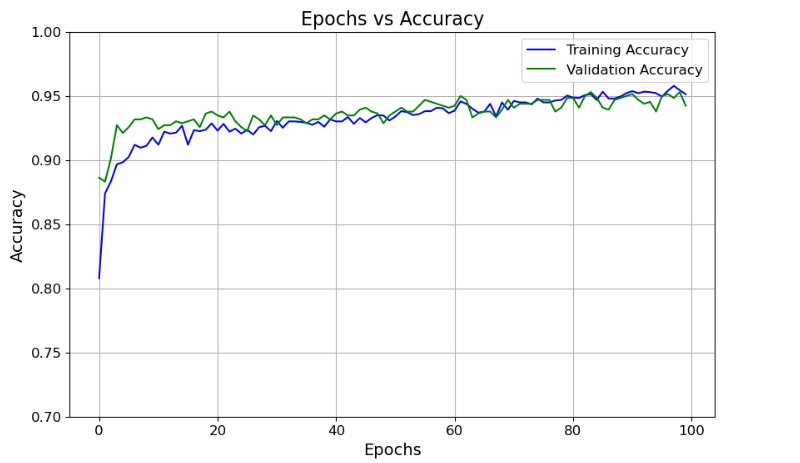 Epochs vs Accuracy
1.00
0.95
0.90
0.85
0.80
0.75
0.70
Accuracy
Training Accuracy
Validation Accuracy
0 20 40 60 80 100
Epochs